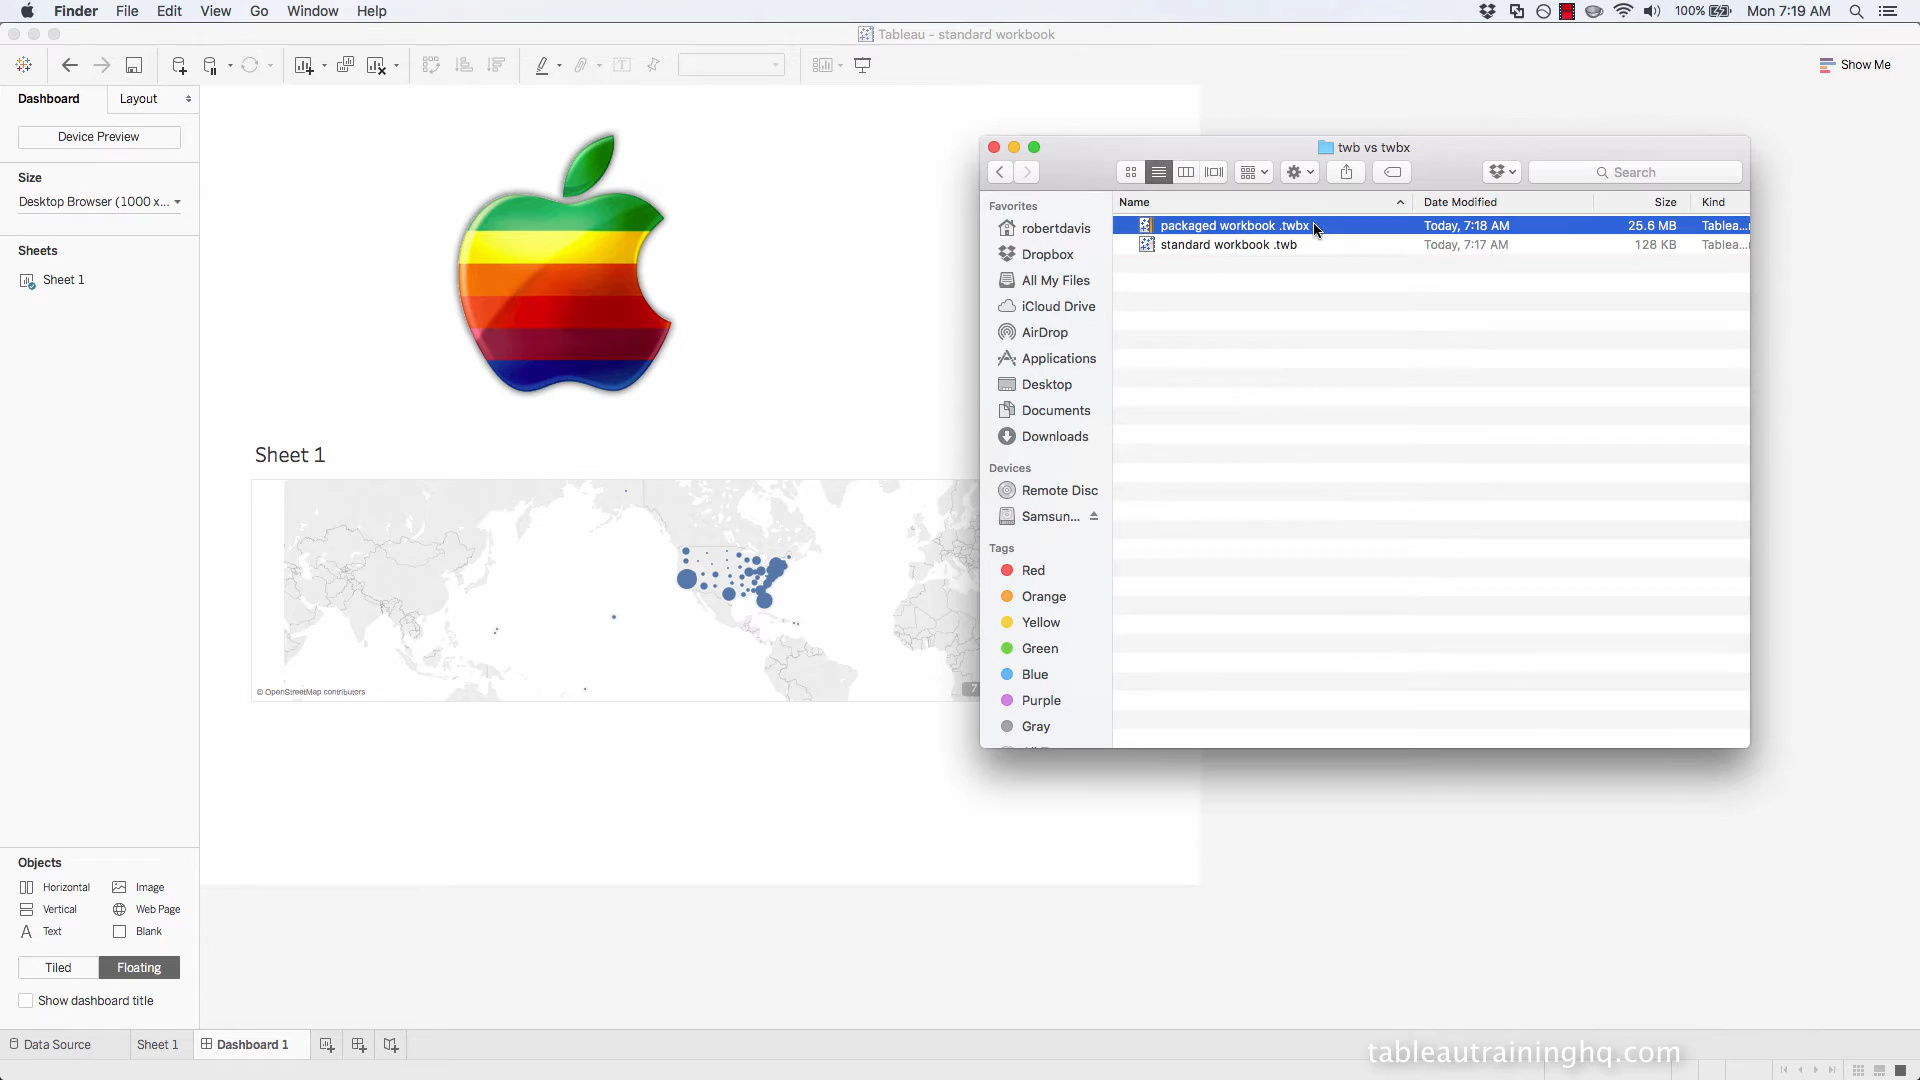 Finder File Edit View Go Window Help
100% Mon 7:19 AM
Tableau - standard workbook
Show Me
Dashboard Layout
Device Preview
Size
Desktop Browser (1000 x...
Sheets
Sheet 1
Sheet 1
© OpenStreetMap contributors
7
Objects
Horizontal Image
Vertical Web Page
Text Blank
Tiled Floating
Show dashboard title
Data Source Sheet 1 Dashboard 1
twb vs twbx
Search
Favorites
robertdavis
Dropbox
All My Files
iCloud Drive
AirDrop
Applications
Desktop
Documents
Downloads
Devices
Remote Disc
Samsun...
Tags
Red
Orange
Yellow
Green
Blue
Purple
Gray
Name Date Modified Size Kind
packaged workbook .twbx Today, 7:18 AM 25.6 MB Tablea...
standard workbook .twb Today, 7:17 AM 128 KB Tablea...
tableautraininghq.com